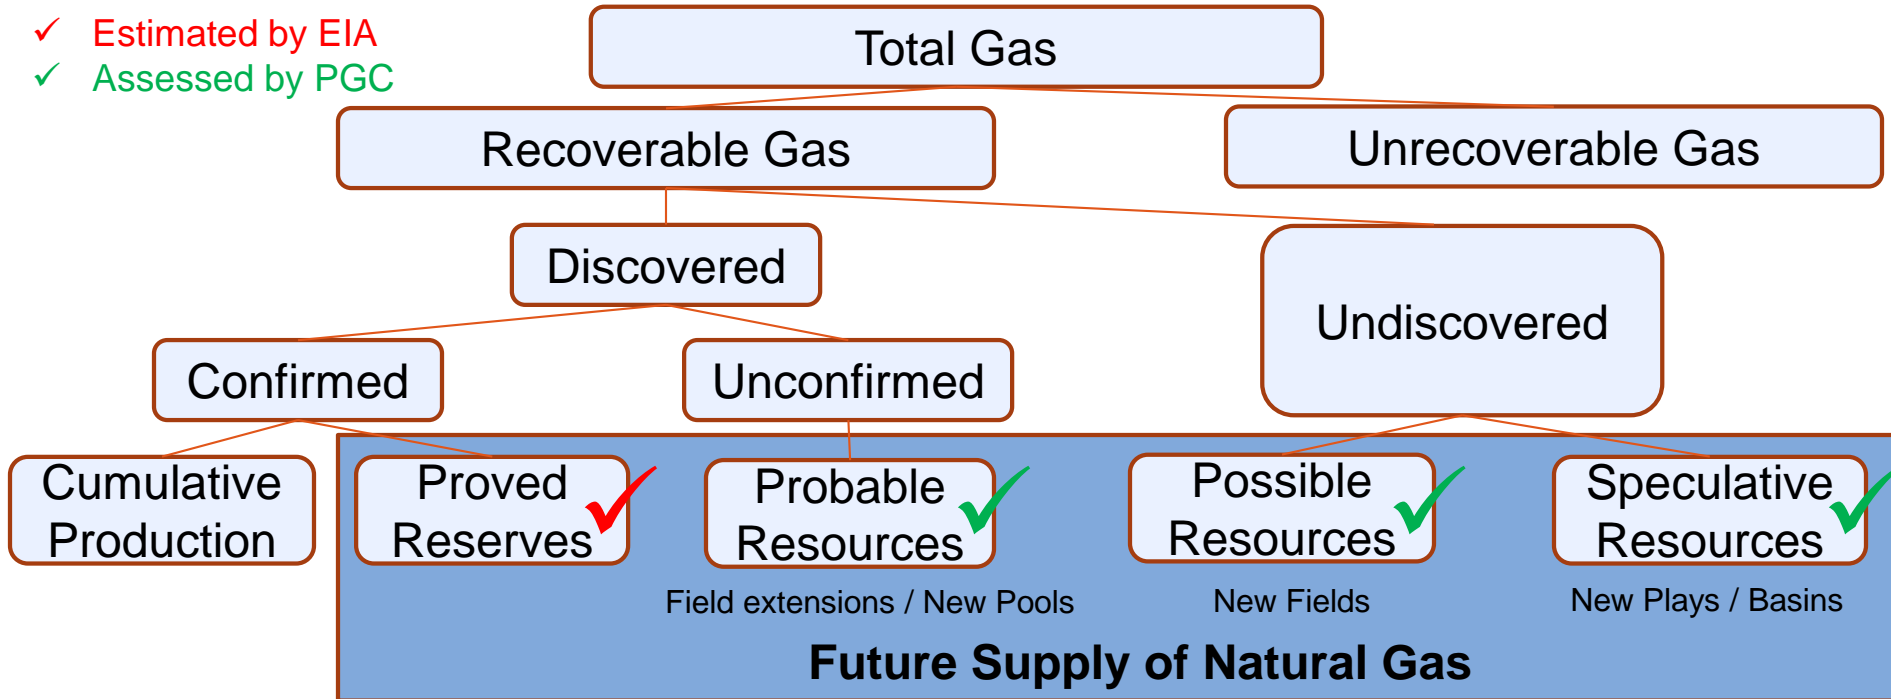 Estimated by EIA
Assessed by PGC
Total Gas
Recoverable Gas
Unrecoverable Gas
Discovered
Undiscovered
Confirmed
Unconfirmed
Cumulative
Production
Proved
Reserves
Probable
Resources
Possible
Resources
Speculative
Resources
Field extensions / New Pools
New Fields
New Plays / Basins
Future Supply of Natural Gas